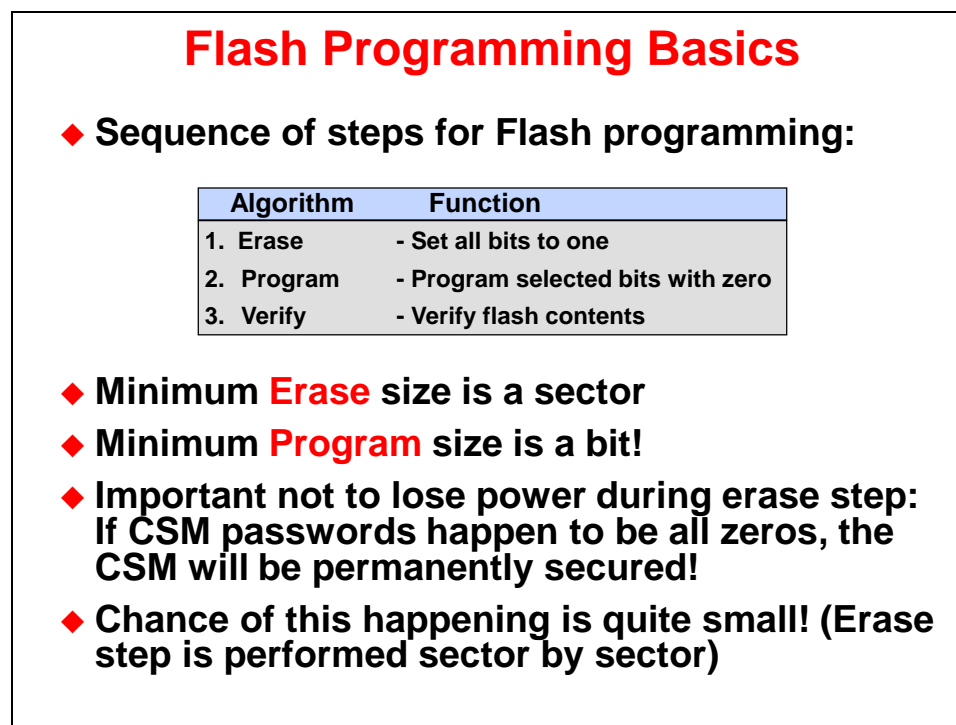 Flash Programming Basics
◆ Sequence of steps for Flash programming:
Algorithm Function
1. Erase - Set all bits to one
2. Program - Program selected bits with zero
3. Verify - Verify flash contents
◆ Minimum Erase size is a sector
◆ Minimum Program size is a bit!
◆ Important not to lose power during erase step:
If CSM passwords happen to be all zeros, the
CSM will be permanently secured!
◆ Chance of this happening is quite small! (Erase
step is performed sector by sector)